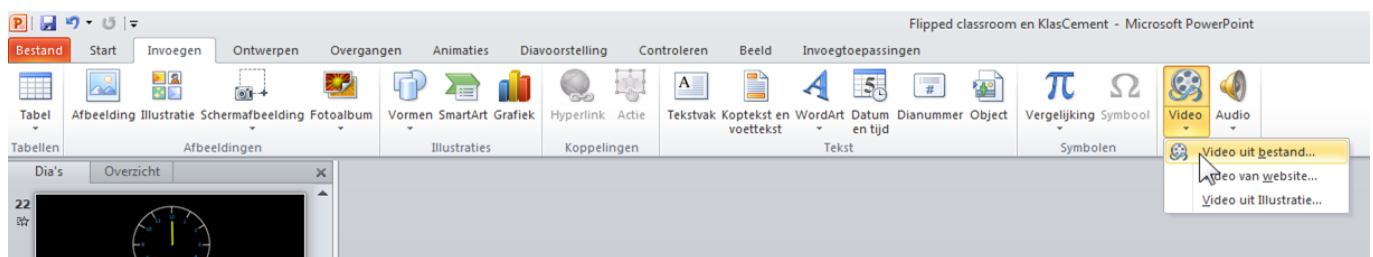 Flipped classroom en KlasCement - Microsoft PowerPoint
Bestand Start Invoegen Ontwerpen Overgangen Animaties Diavoorstelling Controleren Beeld Invoegtoepassingen
Tabel Afbeelding Illustratie Schermafbeelding Fotoalbum Vormen SmartArt Grafiek Hyperlink Actie Tekstvak Koptekst en voettekst WordArt Datum en tijd Dianummer Object Vergelijking Symbool Video Audio
Tabellen Afbeeldingen Illustraties Koppelingen Tekst Symbolen
Video uit bestand...
Video van website...
Video uit Illustratie...
Dia's Overzicht
22